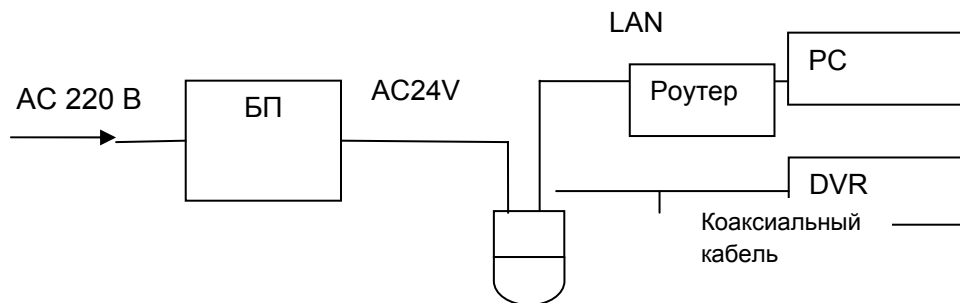 LAN
PC
AC 220 В
БП
AC24V
Роутер
DVR
Коаксиальный
кабель